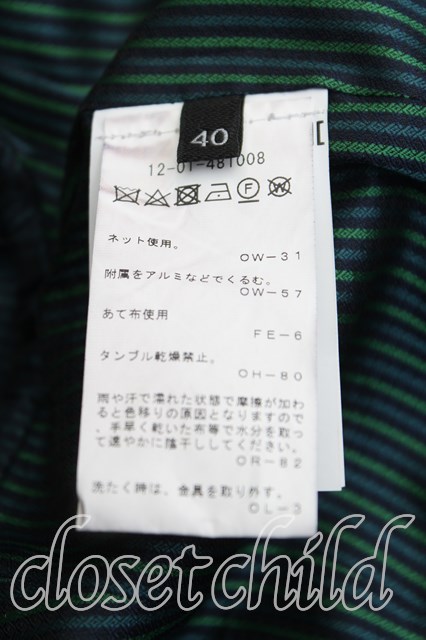 40
12-01-481008
ネット使用。
OW-31
附属をアルミなどでくるむ。
OW-57
あて布使用
FE-6
タンブル乾燥禁止。
OH-80
雨や汗で濡れた状態で摩擦が加わ
ると色移りの原因となりますので
、手早く乾いた布等で水分を取っ
て速やかに陰干ししてください。
OR-82
洗たく時は、金具を取り外す。
OL-3
closet child